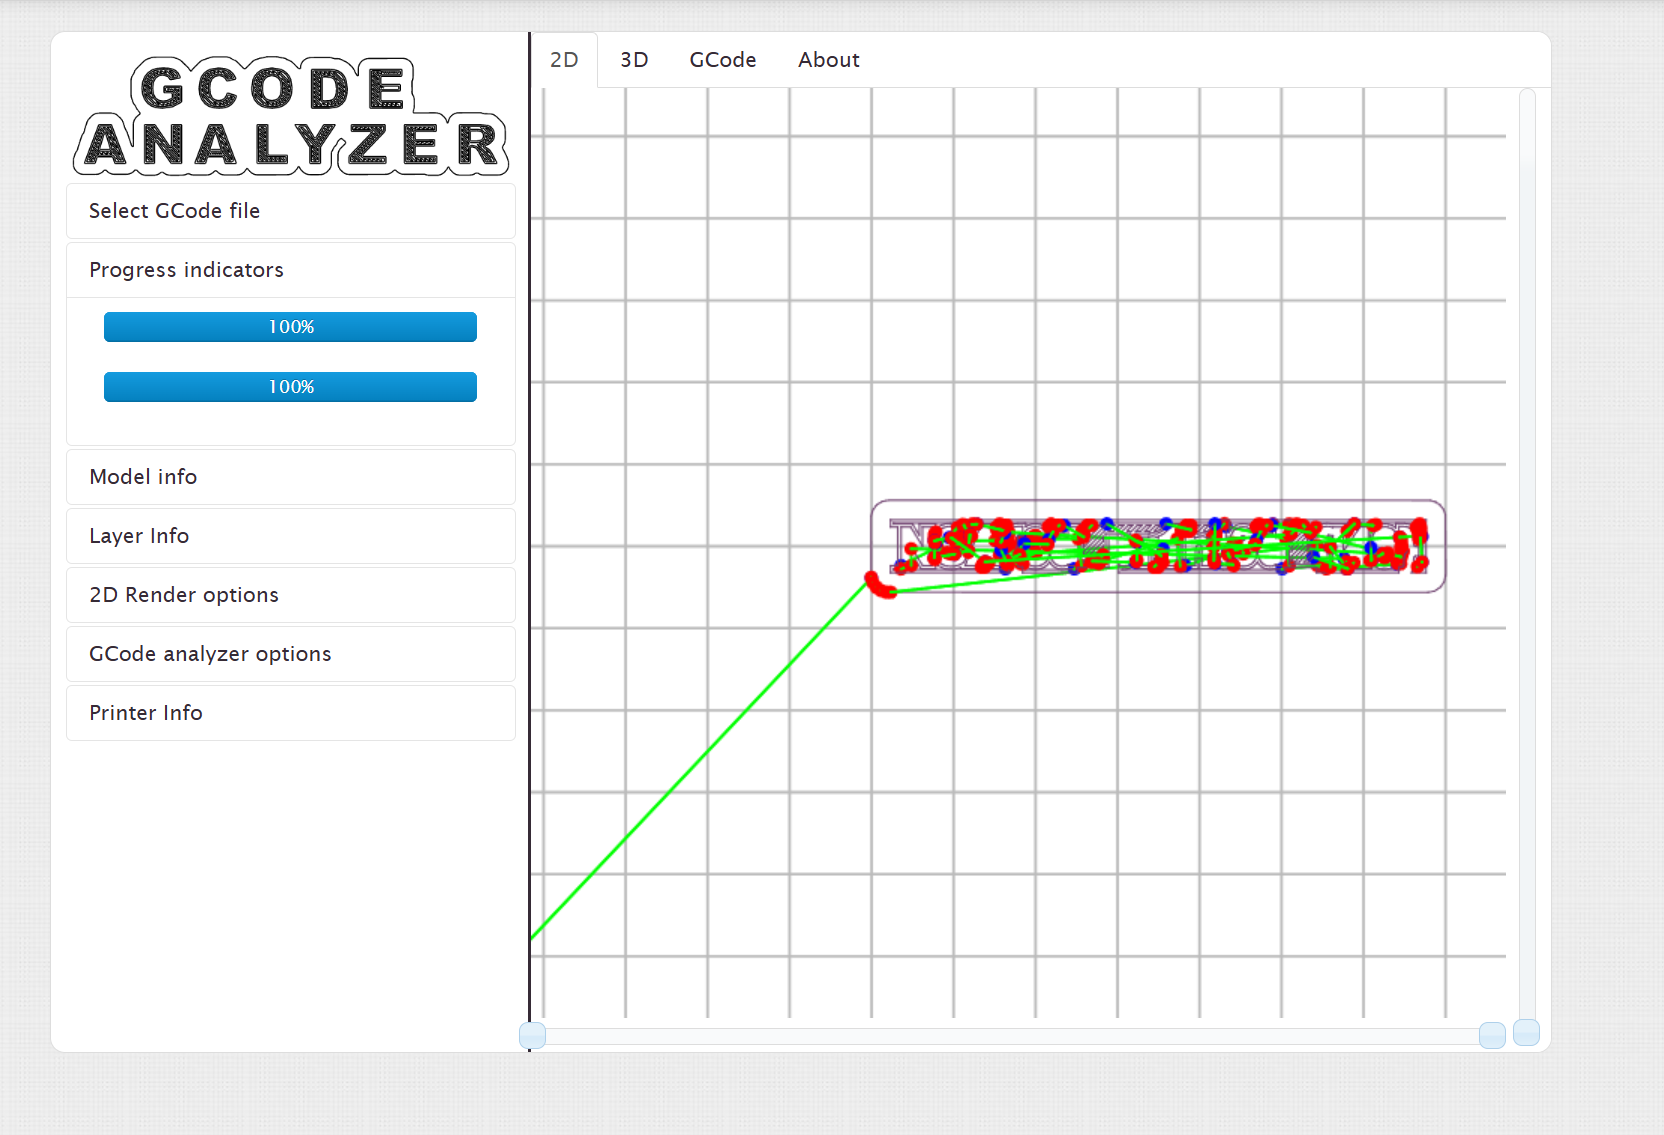 GCODE
ANALYZER
Select GCode file
Progress indicators
100%
100%
Model info
Layer Info
2D Render options
GCode analyzer options
Printer Info
2D 3D GCode About